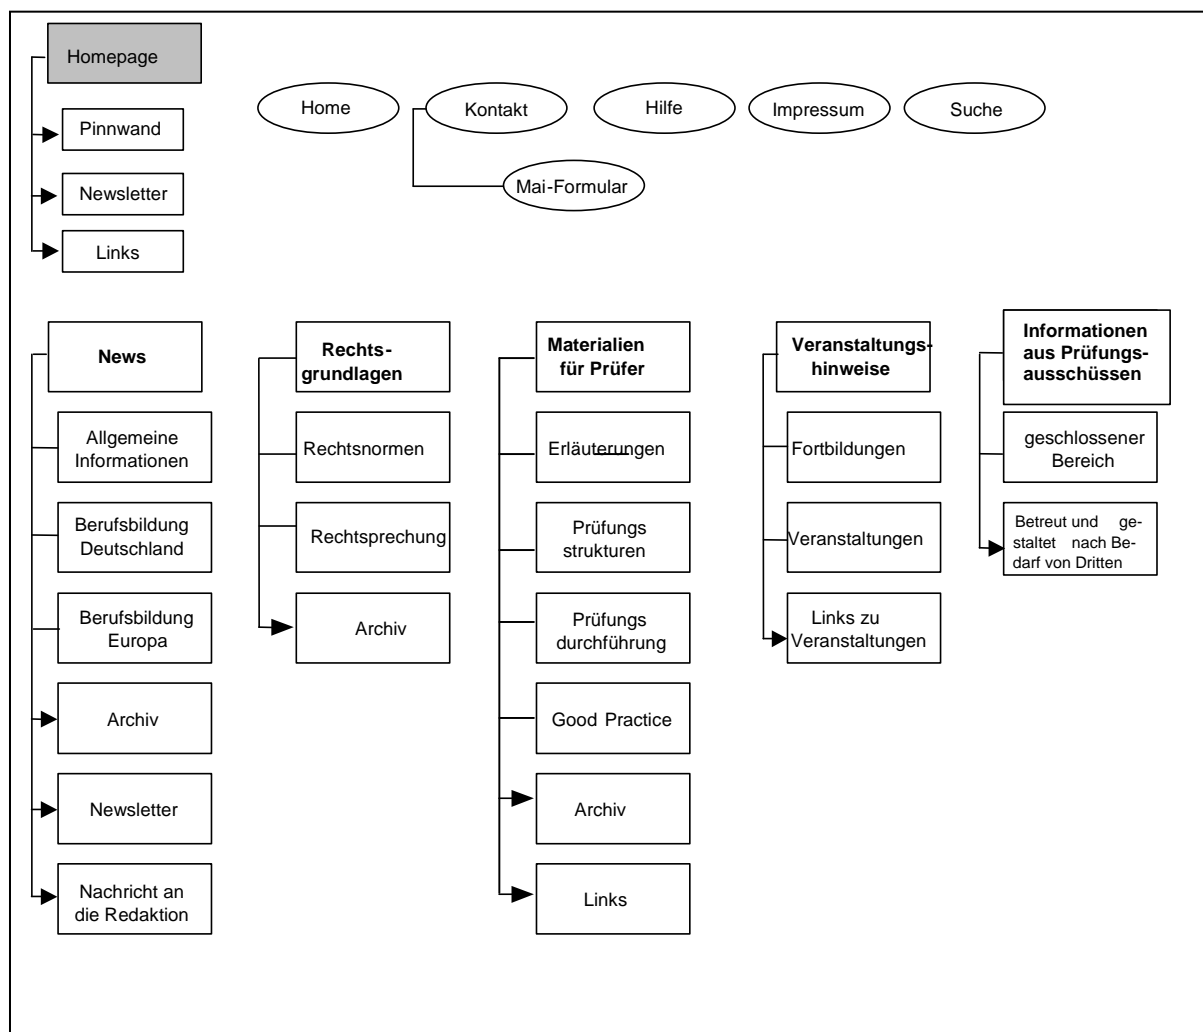 Homepage
Pinnwand
Newsletter
Links
Home
Kontakt
Hilfe
Impressum
Suche
Mai-Formular
News
Allgemeine
Informationen
Berufsbildung
Deutschland
Berufsbildung
Europa
Archiv
Newsletter
Nachricht an
die Redaktion
Rechts-
grundlagen
Rechtsnormen
Rechtsprechung
Archiv
Materialien
für Prüfer
Erläuterungen
Prüfungs
strukturen
Prüfungs
durchführung
Good Practice
Archiv
Links
Veranstaltungs-
hinweise
Fortbildungen
Veranstaltungen
Links zu
Veranstaltungen
Informationen
aus Prüfungs-
ausschüssen
geschlossener
Bereich
Betreut und ge-
staltet nach Be-
darf von Dritten